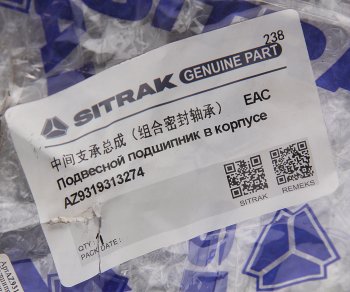 238
SITRAK GENUINE PART
中间支承总成（组合密封轴承） EAC
Подвесной подшипник в корпусе
AZ9319313274
QTY: 1
PACK DATE:
SITRAK
REMEKS